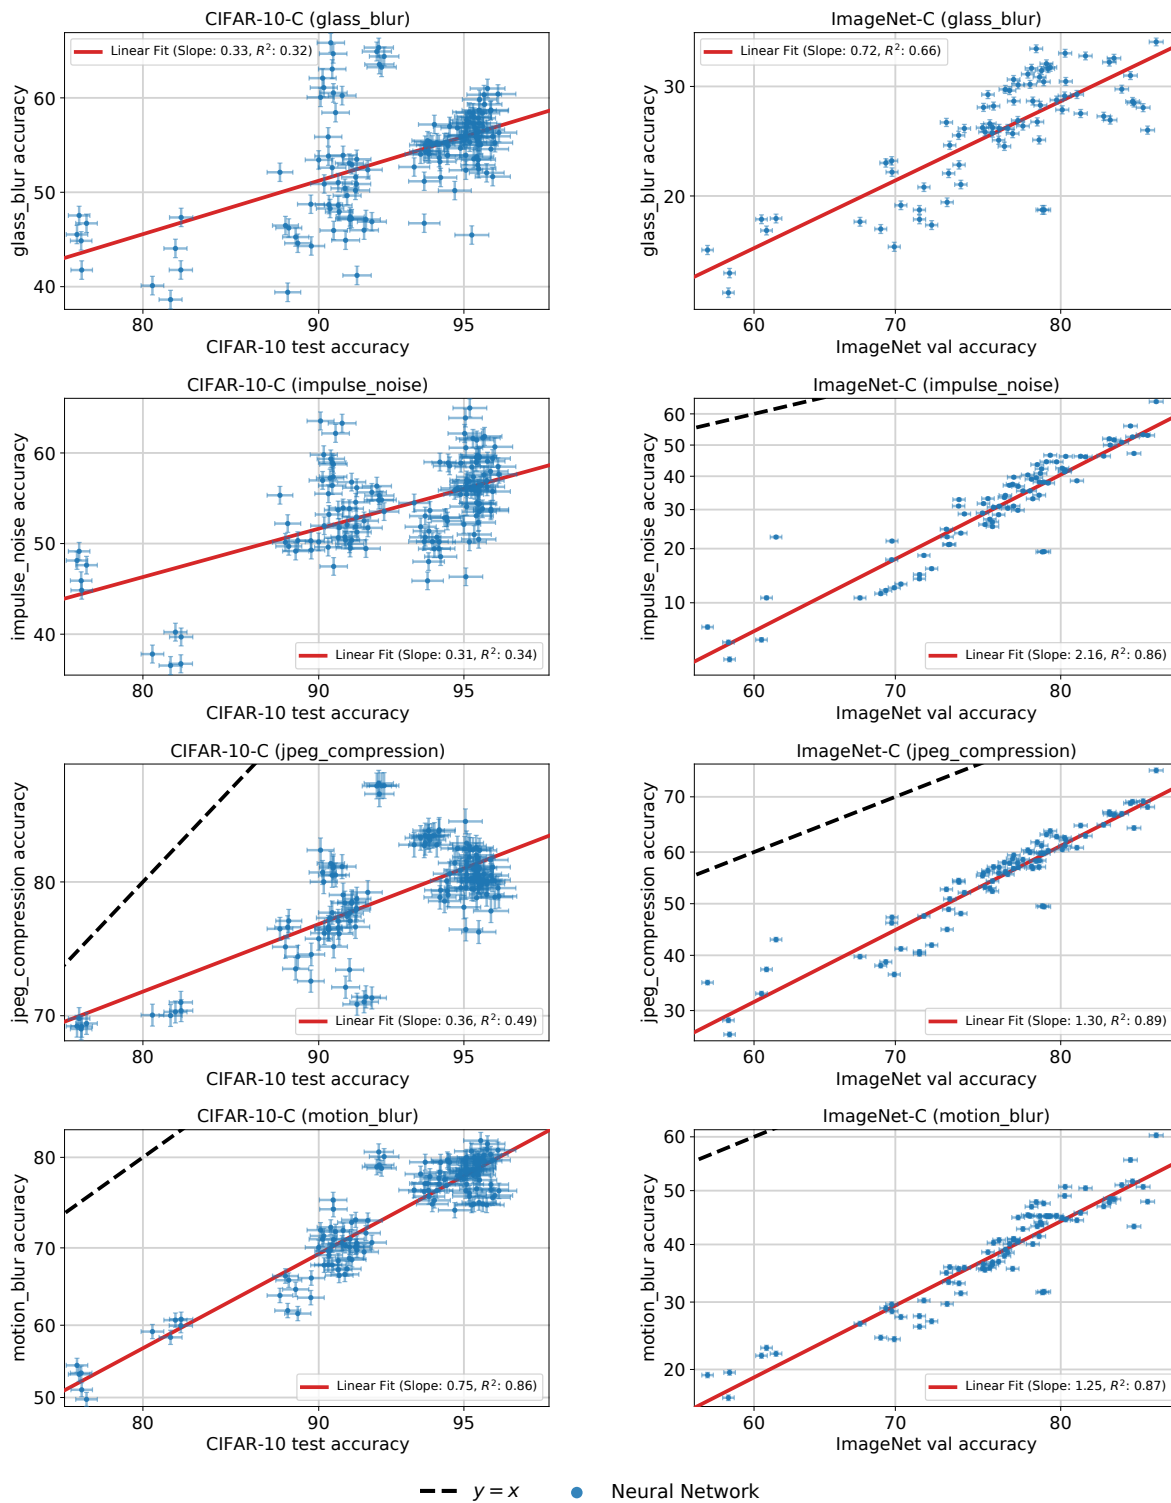 CIFAR-10-C (glass_blur)
Linear Fit (Slope: 0.33, R²: 0.32)
glass_blur accuracy
60
50
40
80
90
95
CIFAR-10 test accuracy
ImageNet-C (glass_blur)
Linear Fit (Slope: 0.72, R²: 0.66)
glass_blur accuracy
30
20
60
70
80
ImageNet val accuracy
CIFAR-10-C (impulse_noise)
impulse_noise accuracy
60
50
40
Linear Fit (Slope: 0.31, R²: 0.34)
80
90
95
CIFAR-10 test accuracy
ImageNet-C (impulse_noise)
impulse_noise accuracy
60
50
40
30
20
10
Linear Fit (Slope: 2.16, R²: 0.86)
60
70
80
ImageNet val accuracy
CIFAR-10-C (jpeg_compression)
jpeg_compression accuracy
80
70
Linear Fit (Slope: 0.36, R²: 0.49)
80
90
95
CIFAR-10 test accuracy
ImageNet-C (jpeg_compression)
jpeg_compression accuracy
70
60
50
40
30
Linear Fit (Slope: 1.30, R²: 0.89)
60
70
80
ImageNet val accuracy
CIFAR-10-C (motion_blur)
motion_blur accuracy
80
70
60
50
Linear Fit (Slope: 0.75, R²: 0.86)
80
90
95
CIFAR-10 test accuracy
ImageNet-C (motion_blur)
motion_blur accuracy
60
50
40
30
20
Linear Fit (Slope: 1.25, R²: 0.87)
60
70
80
ImageNet val accuracy
y = x
Neural Network